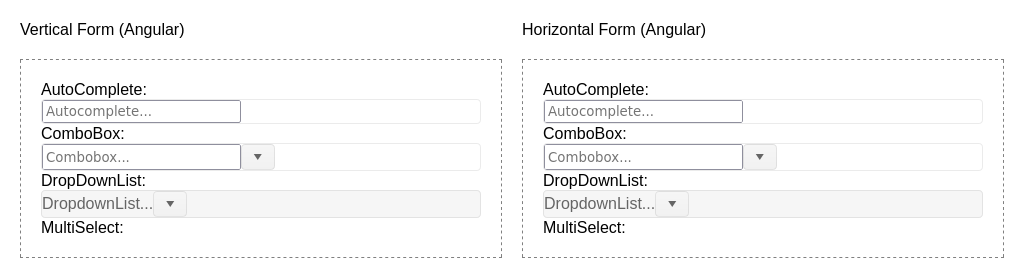 Vertical Form (Angular)
AutoComplete:
Autocomplete...
ComboBox:
Combobox...
DropDownList:
DropdownList...
MultiSelect:
Horizontal Form (Angular)
AutoComplete:
Autocomplete...
ComboBox:
Combobox...
DropDownList:
DropdownList...
MultiSelect: